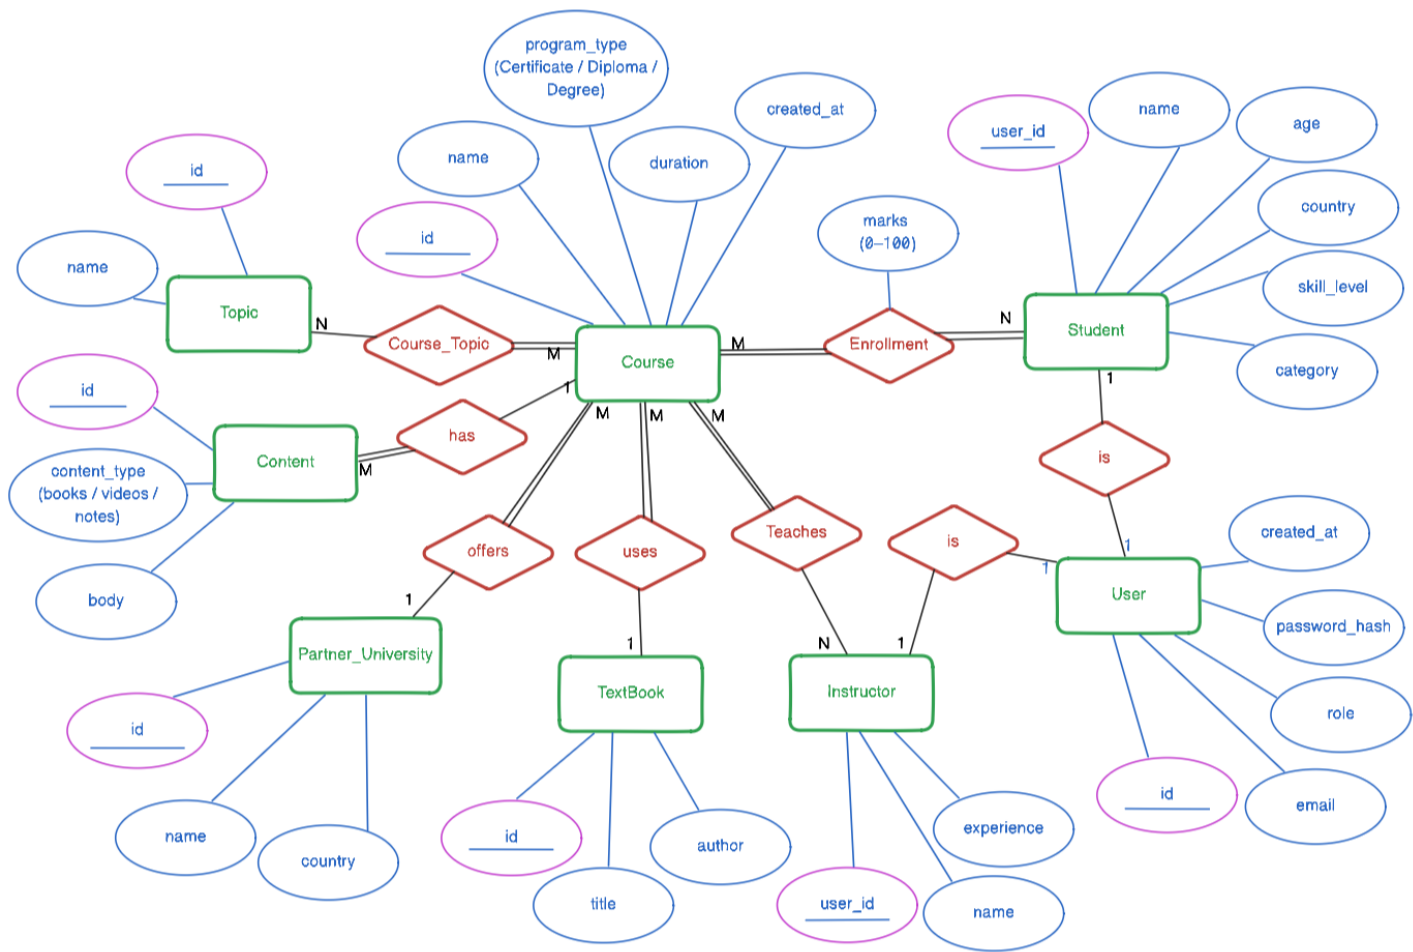 program_type
(Certificate / Diploma /
Degree)
created_at
name
duration
id
user_id
name
age
country
skill_level
category
marks
(0–100)
id
name
Topic
N
Course_Topic
M
Course
M
Enrollment
N
Student
id
content_type
(books / videos /
notes)
body
Content
M
has
1
M
M
M
1
is
1
offers
uses
Teaches
is
1
User
created_at
password_hash
role
email
id
1
Partner_University
1
TextBook
N
1
Instructor
id
name
country
id
title
author
user_id
name
experience